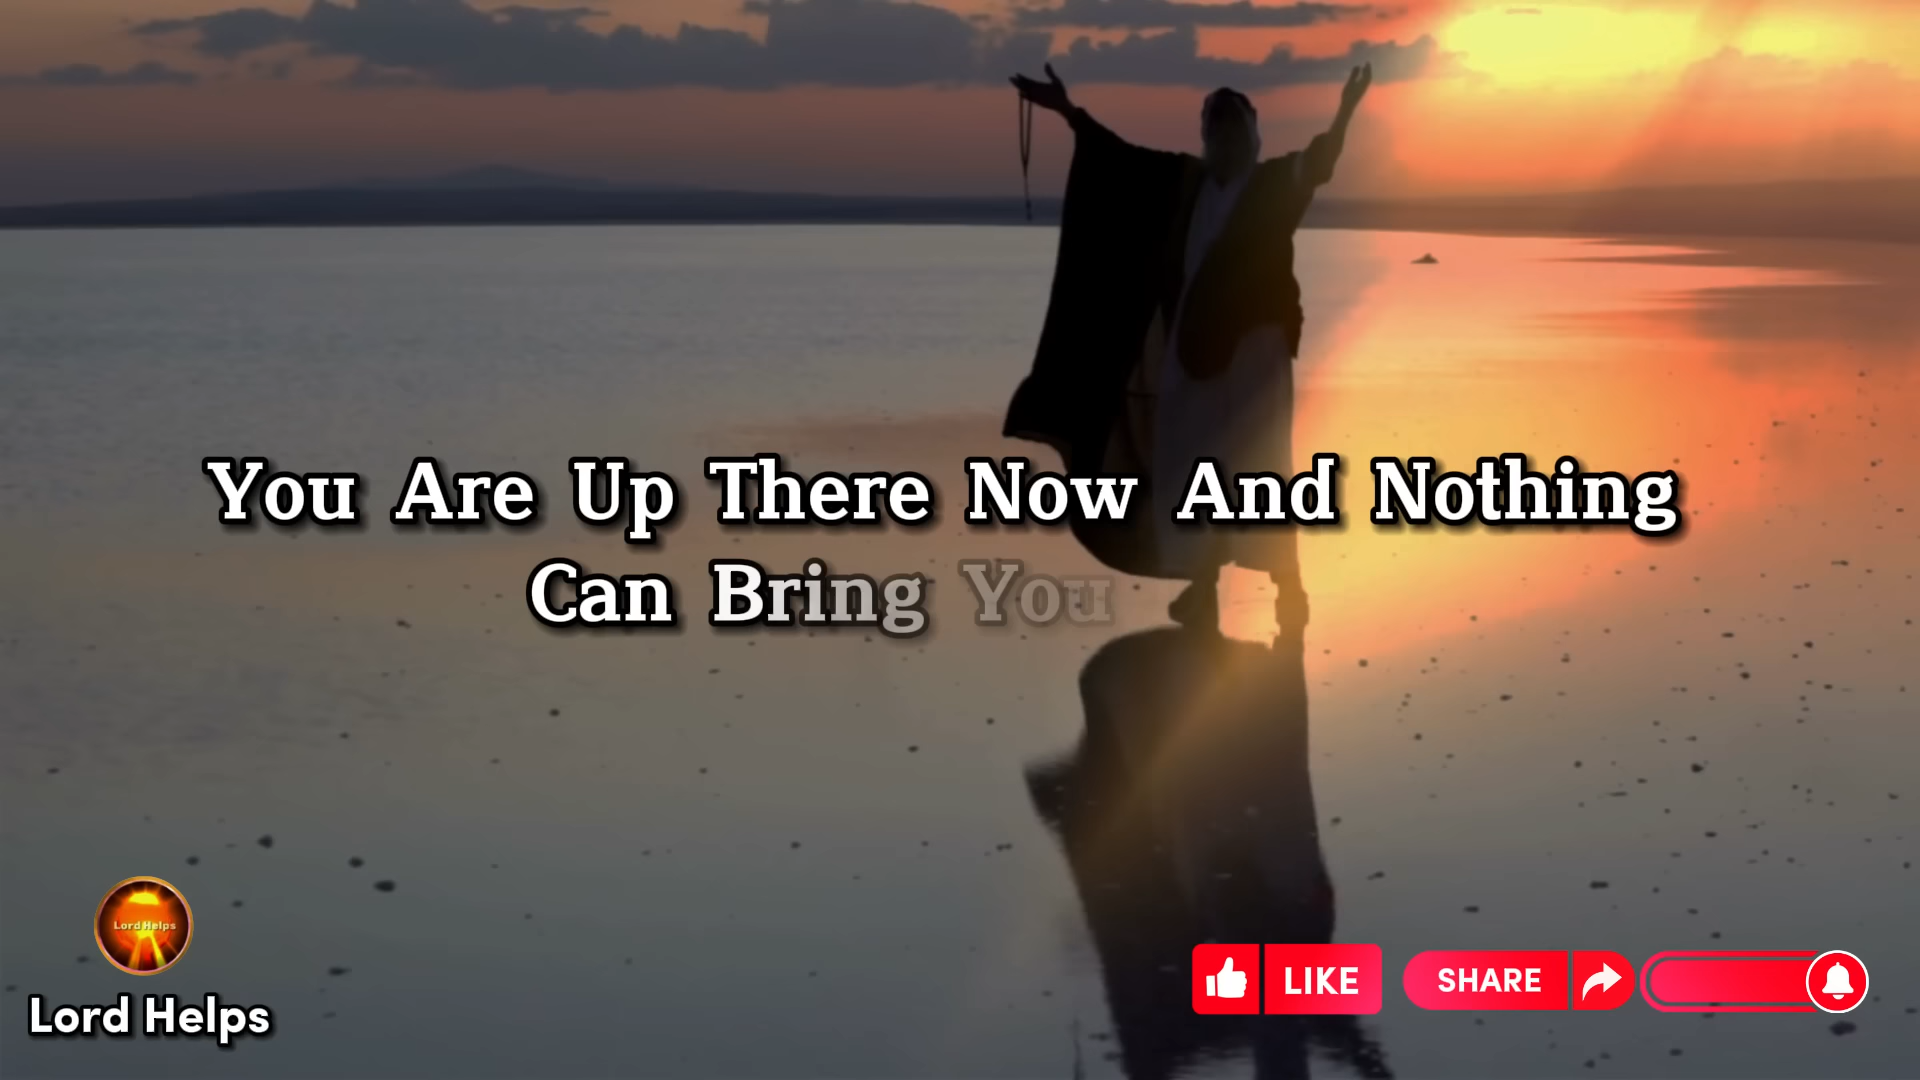 You Are Up There Now And Nothing
Can Bring You
Lord Helps
Lord Helps
LIKE
SHARE